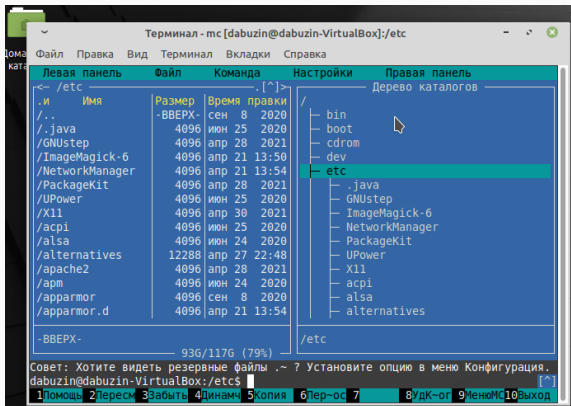 Терминал - mc [dabuzin@dabuzin-VirtualBox]:/etc
Дома
ката
Файл Правка Вид Терминал Вкладки Справка
Левая панель Файл Команда Настройки Правая панель
<─ /etc .[^]>
Дерево каталогов
.и Имя Размер Время правки
/.. -ВВЕРХ- сен 8 2020
/.java 4096 июн 25 2020
/GNUstep 4096 апр 28 2021
/ImageMagick-6 4096 апр 21 13:50
/NetworkManager 4096 апр 21 13:54
/PackageKit 4096 апр 28 2021
/UPower 4096 июн 25 2020
/X11 4096 апр 30 2021
/acpi 4096 июн 25 2020
/alsa 4096 июн 24 2020
/alternatives 12288 апр 27 22:48
/apache2 4096 апр 28 2021
/apm 4096 июн 24 2020
/apparmor 4096 сен 8 2020
/apparmor.d 4096 апр 21 13:54
-ВВЕРХ-
93G/117G (79%)
/
bin
boot
cdrom
dev
etc
.java
GNUstep
ImageMagick-6
NetworkManager
PackageKit
UPower
X11
acpi
alsa
alternatives
/etc
Совет: Хотите видеть резервные файлы .~ ? Установите опцию в меню Конфигурация.
dabuzin@dabuzin-VirtualBox:/etc$ [^]
1Помощь 2Пересм 3Забыть 4Динамч 5Копия 6Пер~ос 7 8УдК~ог 9МенюMC 10Выход